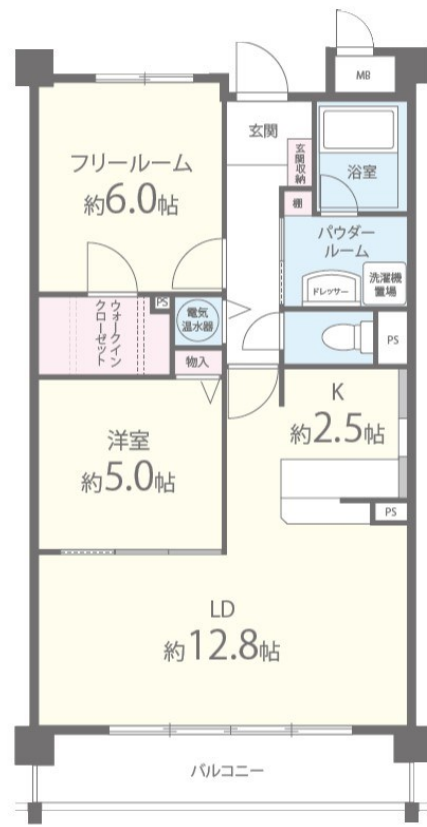 MB
玄関
玄関収納
浴室
フリールーム
約6.0帖
棚
パウダー
ルーム
ドレッサー
洗濯機
置場
PS
電気
温水器
ウォークイン
クローゼット
物入
PS
K
約2.5帖
洋室
約5.0帖
PS
LD
約12.8帖
バルコニー